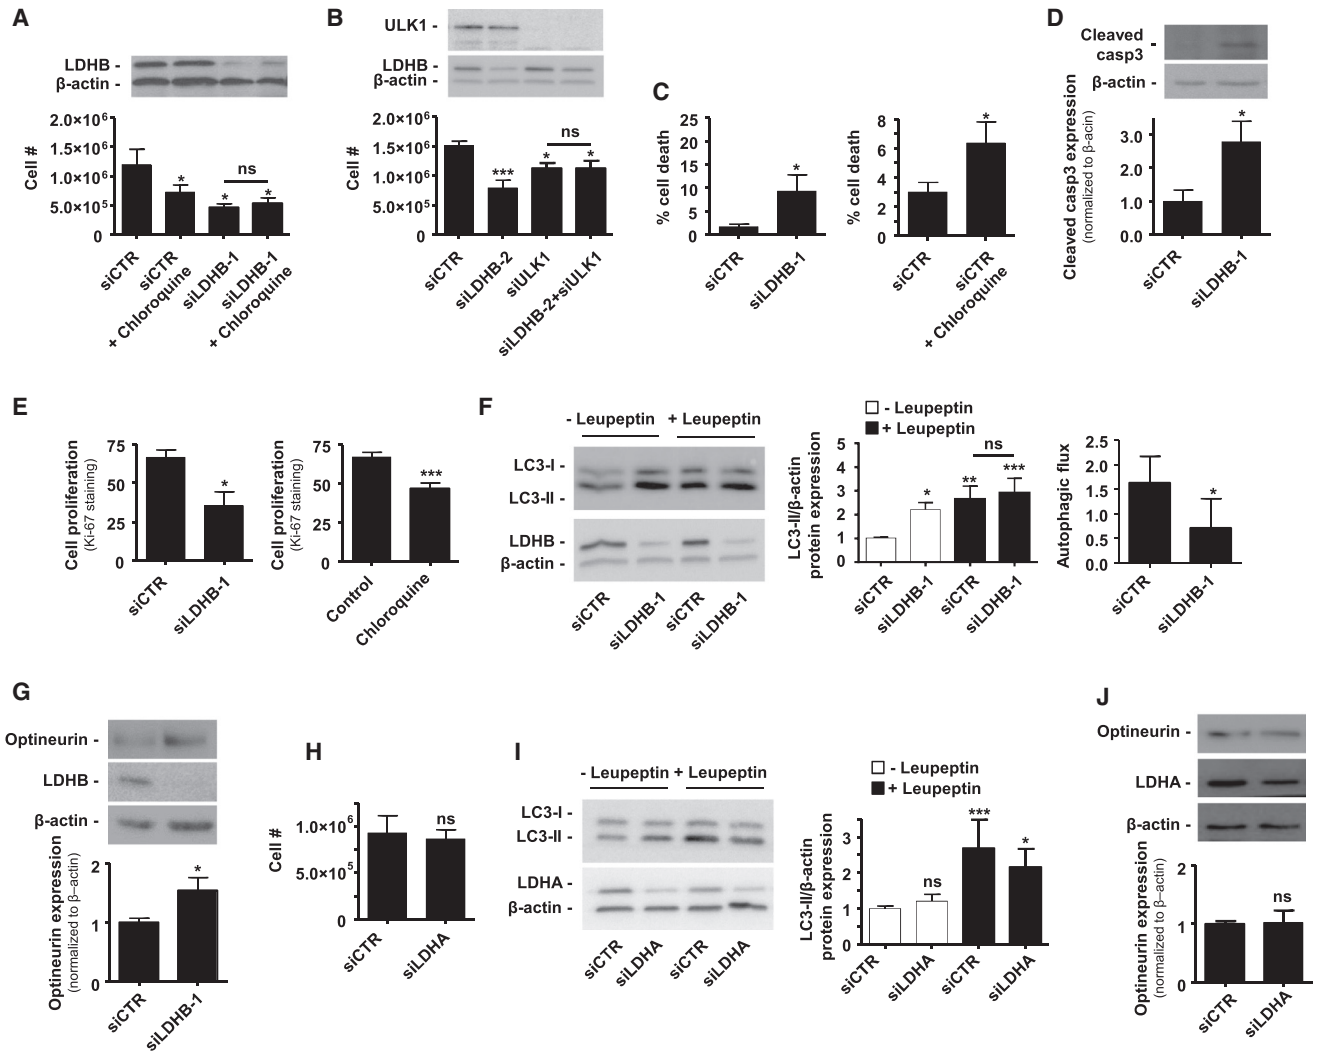 A
LDHB -
β-actin -
Cell #
2.0×10⁶
1.5×10⁶
1.0×10⁶
5.0×10⁵
0
*
*
*
ns
siCTR
siCTR
+ Chloroquine
siLDHB-1
siLDHB-1
+ Chloroquine
B
ULK1 -
LDHB -
β-actin -
Cell #
2.0×10⁶
1.5×10⁶
1.0×10⁶
5.0×10⁵
0
***
*
*
ns
siCTR
siLDHB-2
siULK1
siLDHB-2+siULK1
C
% cell death
25
20
15
10
5
0
*
siCTR
siLDHB-1
% cell death
8
6
4
2
0
*
siCTR
siCTR
+ Chloroquine
D
Cleaved
casp3
-
β-actin -
Cleaved casp3 expression
(normalized to β-acin)
3.0
2.0
1.0
0.0
*
siCTR
siLDHB-1
E
Cell proliferation
(Ki-67 staining)
75
50
25
0
*
siCTR
siLDHB-1
Cell proliferation
(Ki-67 staining)
75
50
25
0
***
Control
Chloroquine
F
- Leupeptin + Leupeptin
LC3-I -
LC3-II -
LDHB -
β-actin -
siCTR
siLDHB-1
siCTR
siLDHB-1
- Leupeptin
+ Leupeptin
LC3-II/β-actin
protein expression
5
4
3
2
1
0
*
**
***
ns
siCTR
siLDHB-1
siCTR
siLDHB-1
Autophagic flux
2.5
2.0
1.5
1.0
0.5
0.0
*
siCTR
siLDHB-1
G
Optineurin -
LDHB -
β-actin -
Optineurin expression
(normalized to β–actin)
2
1
0
*
siCTR
siLDHB-1
H
Cell #
1.0×10⁶
5.0×10⁵
0
ns
siCTR
siLDHA
I
- Leupeptin + Leupeptin
LC3-I -
LC3-II -
LDHA -
β-actin -
siCTR
siLDHA
siCTR
siLDHA
- Leupeptin
+ Leupeptin
LC3-II/β-actin
protein expression
3
2
2
1
1
0
ns
***
*
siCTR
siLDHA
siCTR
siLDHA
J
Optineurin -
LDHA -
β-actin -
Optineurin expression
(normalized to β–actin)
2
1
0
ns
siCTR
siLDHA